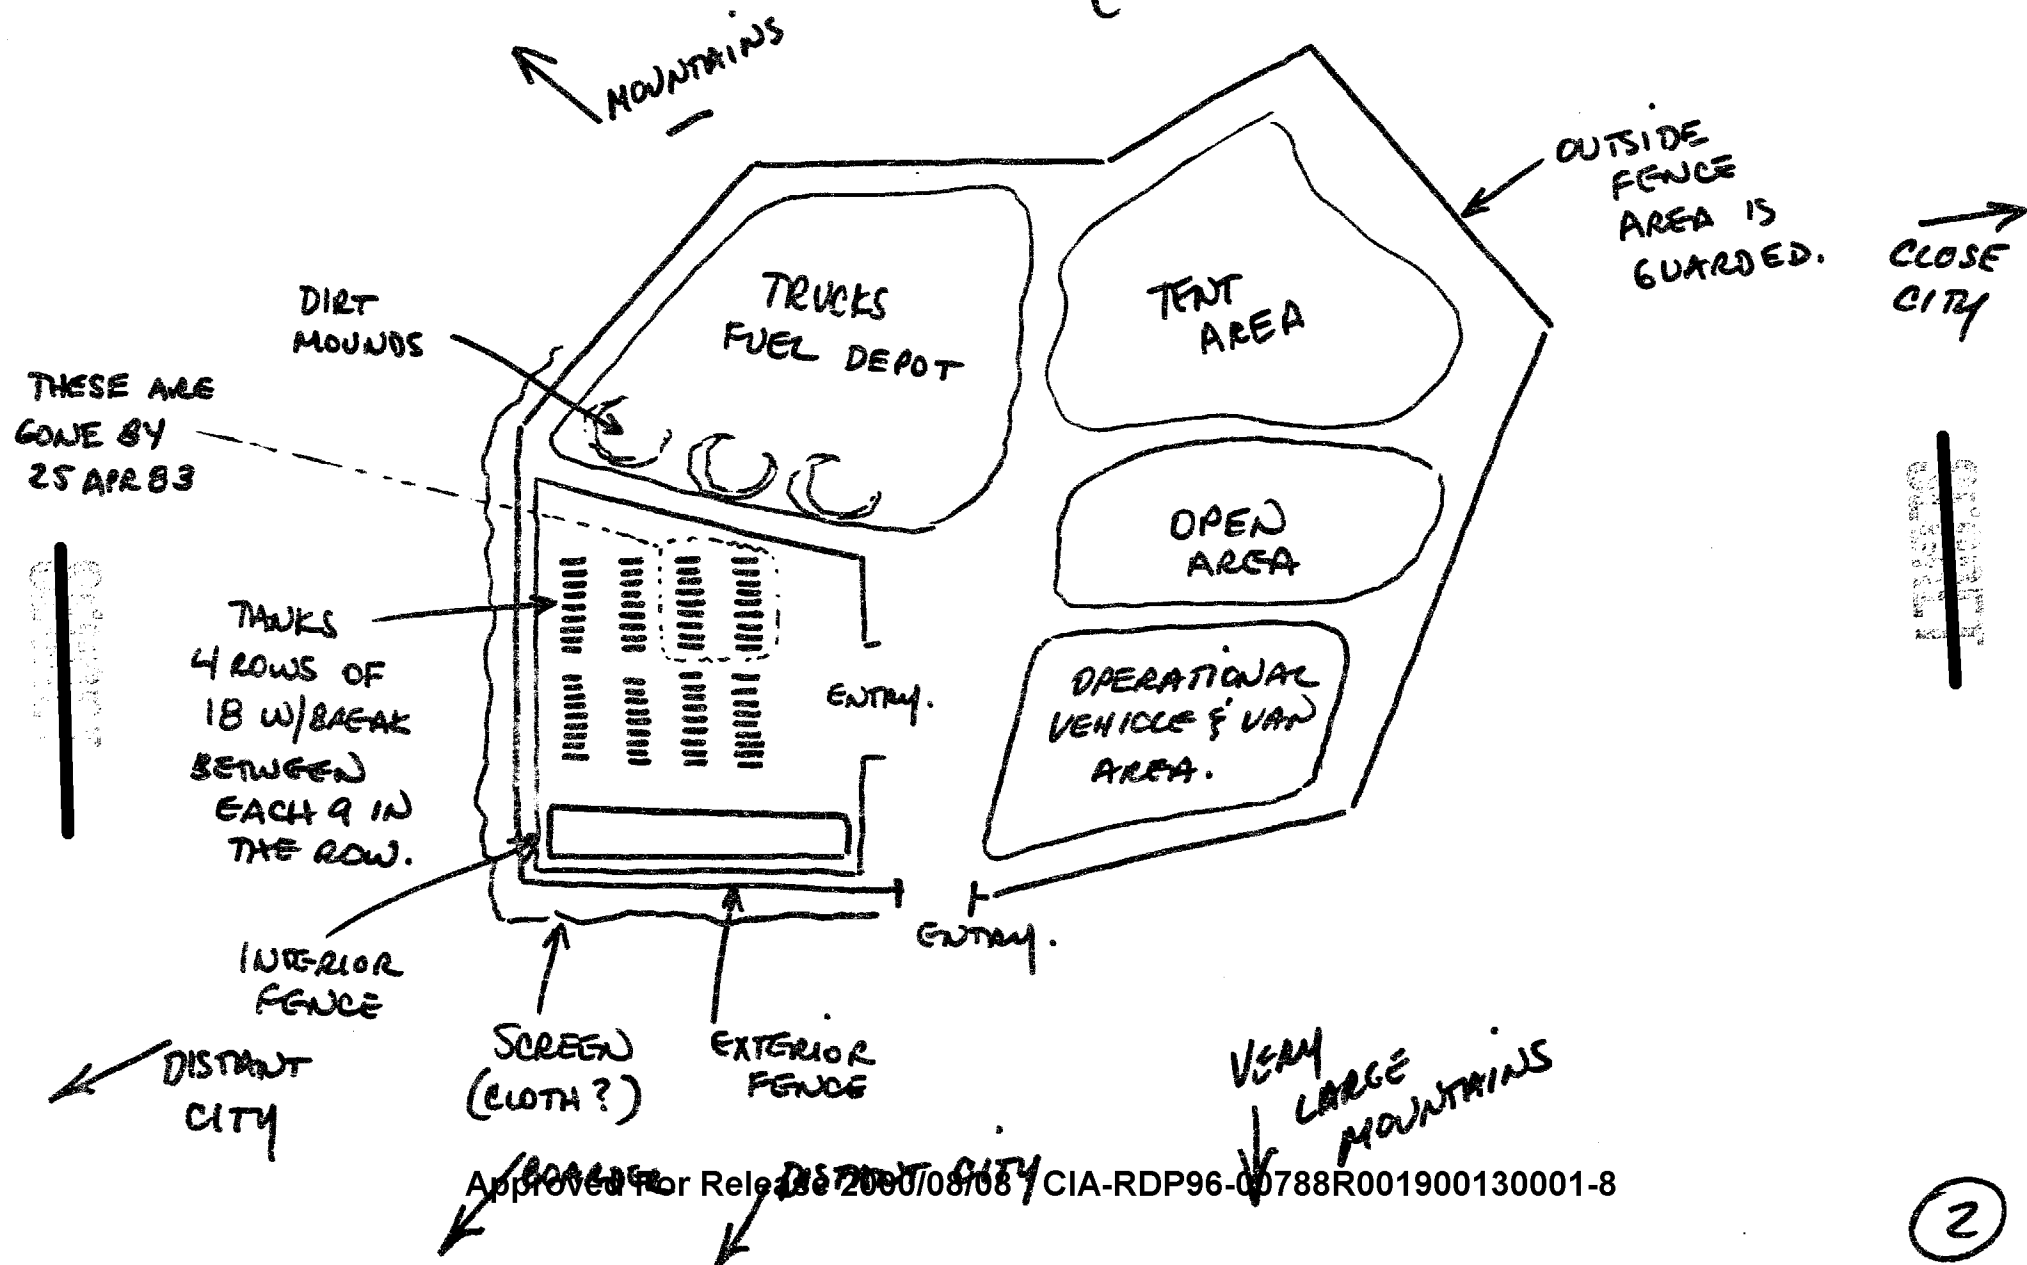 MOUNTAINS
OUTSIDE
FENCE
AREA IS
GUARDED.
CLOSE
CITY
DIRT
MOUNDS
TRUCKS
FUEL DEPOT
TENT
AREA
THESE ARE
GONE BY
25 APR 83
OPEN
AREA
TANKS
4 ROWS OF
18 W/BREAK
BETWEEN
EACH 9 IN
THE ROW.
ENTRY.
OPERATIONAL
VEHICLE & VAN
AREA.
ENTRY.
INTERIOR
FENCE
SCREEN
(CLOTH?)
EXTERIOR
FENCE
DISTANT
CITY
VERY
LARGE
MOUNTAINS
BOARDER
DISTANT CITY
Approved For Release 2000/08/08 : CIA-RDP96-00788R001900130001-8
2